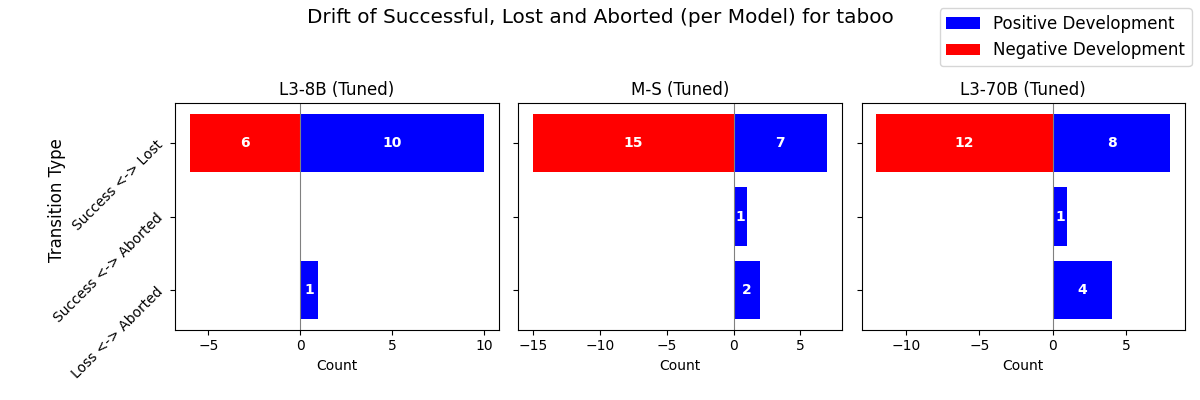 Drift of Successful, Lost and Aborted (per Model) for taboo
Positive Development
Negative Development
L3-8B (Tuned)
M-S (Tuned)
L3-70B (Tuned)
Transition Type
Success <-> Lost
Success <-> Aborted
Loss <-> Aborted
6
10
1
15
7
1
2
12
8
1
4
−5
0
5
10
−15
−10
−5
0
5
−10
−5
0
5
Count
Count
Count